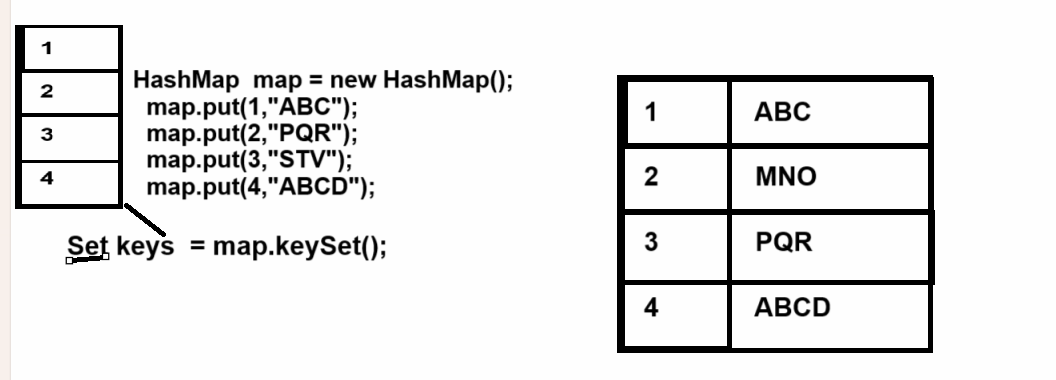 1
2
3
4
HashMap map = new HashMap();
map.put(1,"ABC");
map.put(2,"PQR");
map.put(3,"STV");
map.put(4,"ABCD");
Set keys = map.keySet();
1 ABC
2 MNO
3 PQR
4 ABCD